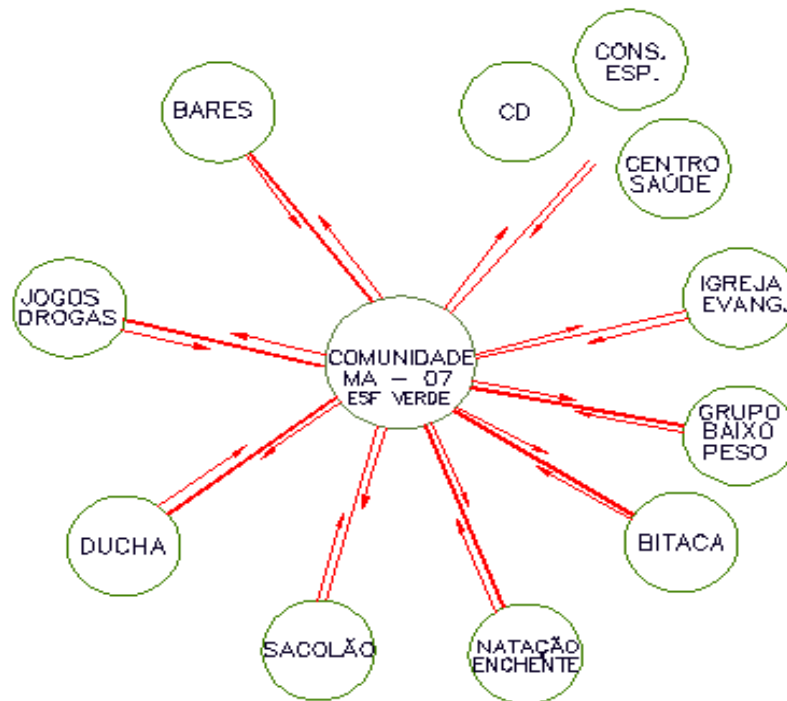 CONS.
ESP.
BARES
CD
CENTRO
SAÚDE
IGREJA
EVANG.
JOGOS
DROGAS
COMUNIDADE
MA - 07
ESF VERDE
GRUPO
BAIXO
PESO
DUCHA
BITACA
SACOLÃO
NATAÇÃO
ENCHENTE